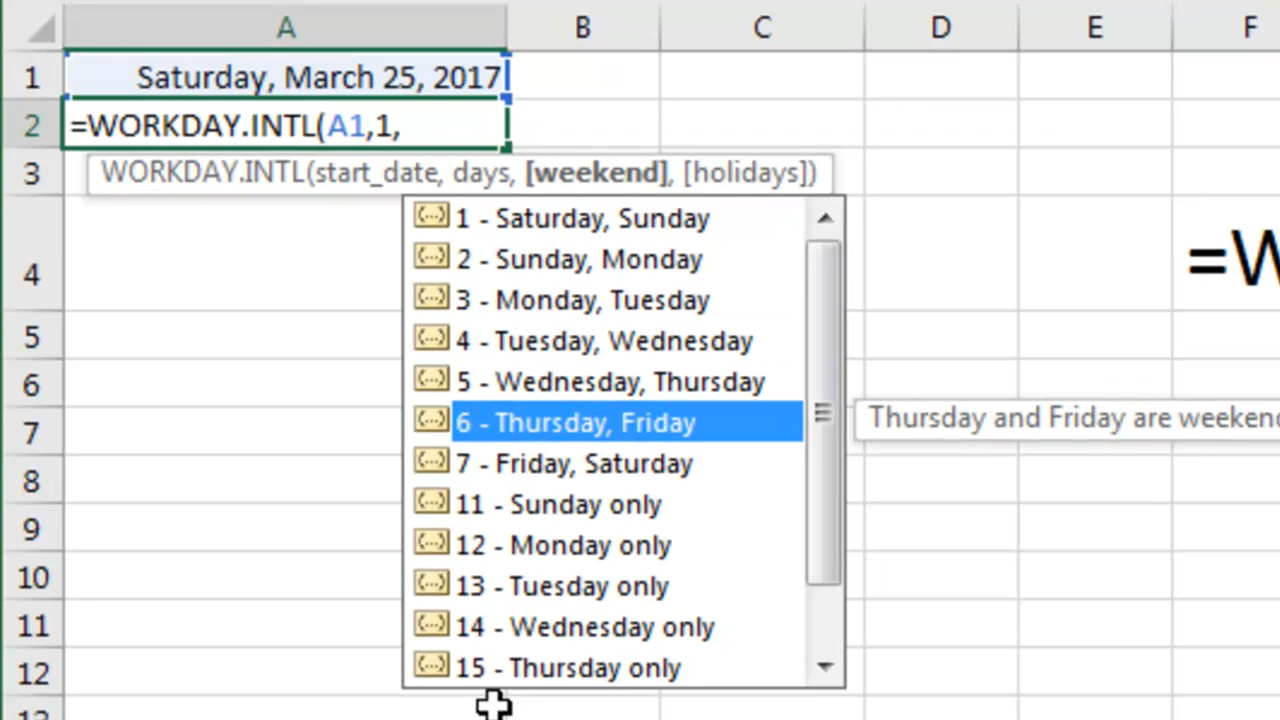 A B C D E F
1 Saturday, March 25, 2017
2 =WORKDAY.INTL(A1,1,
3 WORKDAY.INTL(start_date, days, [weekend], [holidays])
1 - Saturday, Sunday
2 - Sunday, Monday
4 =W
3 - Monday, Tuesday
5 4 - Tuesday, Wednesday
6 5 - Wednesday, Thursday
7 6 - Thursday, Friday Thursday and Friday are weekend
8 7 - Friday, Saturday
9 11 - Sunday only
10 12 - Monday only
11 13 - Tuesday only
14 - Wednesday only
12 15 - Thursday only
13